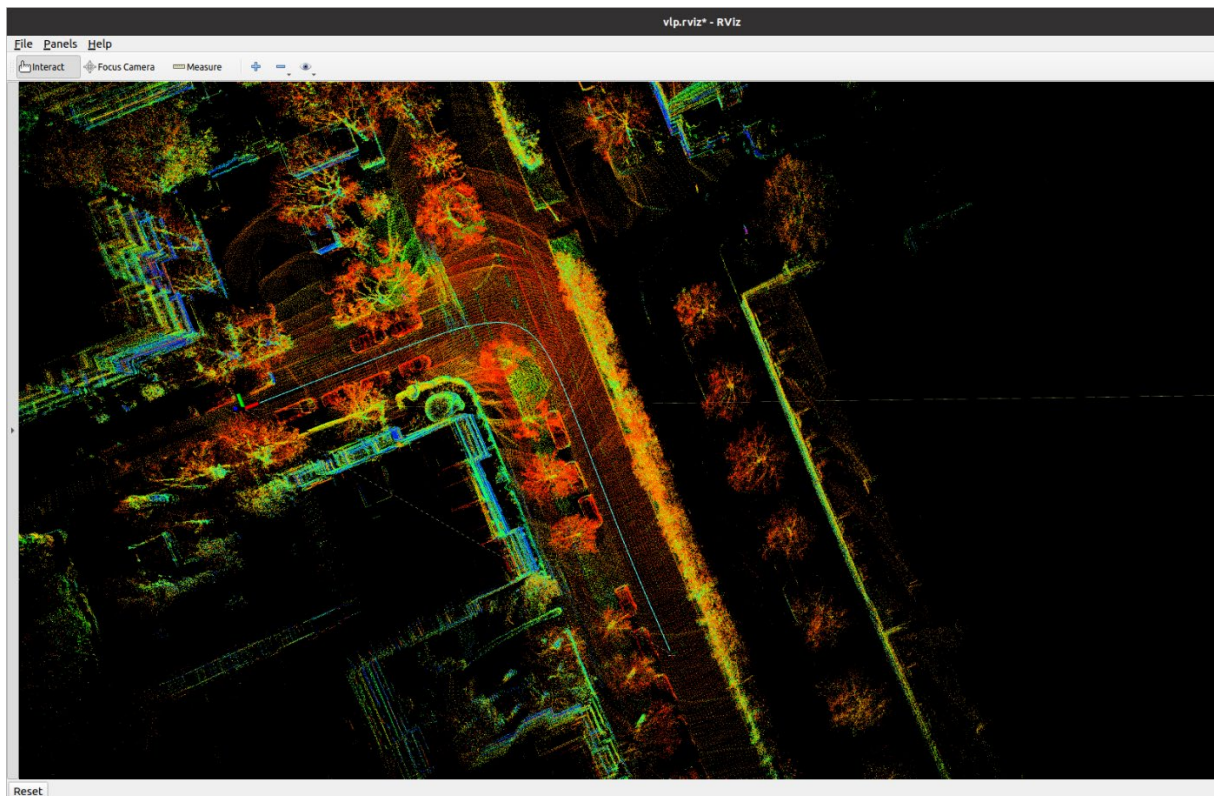 vlp.rviz* - RViz
File Panels Help
Interact Focus Camera Measure
Reset